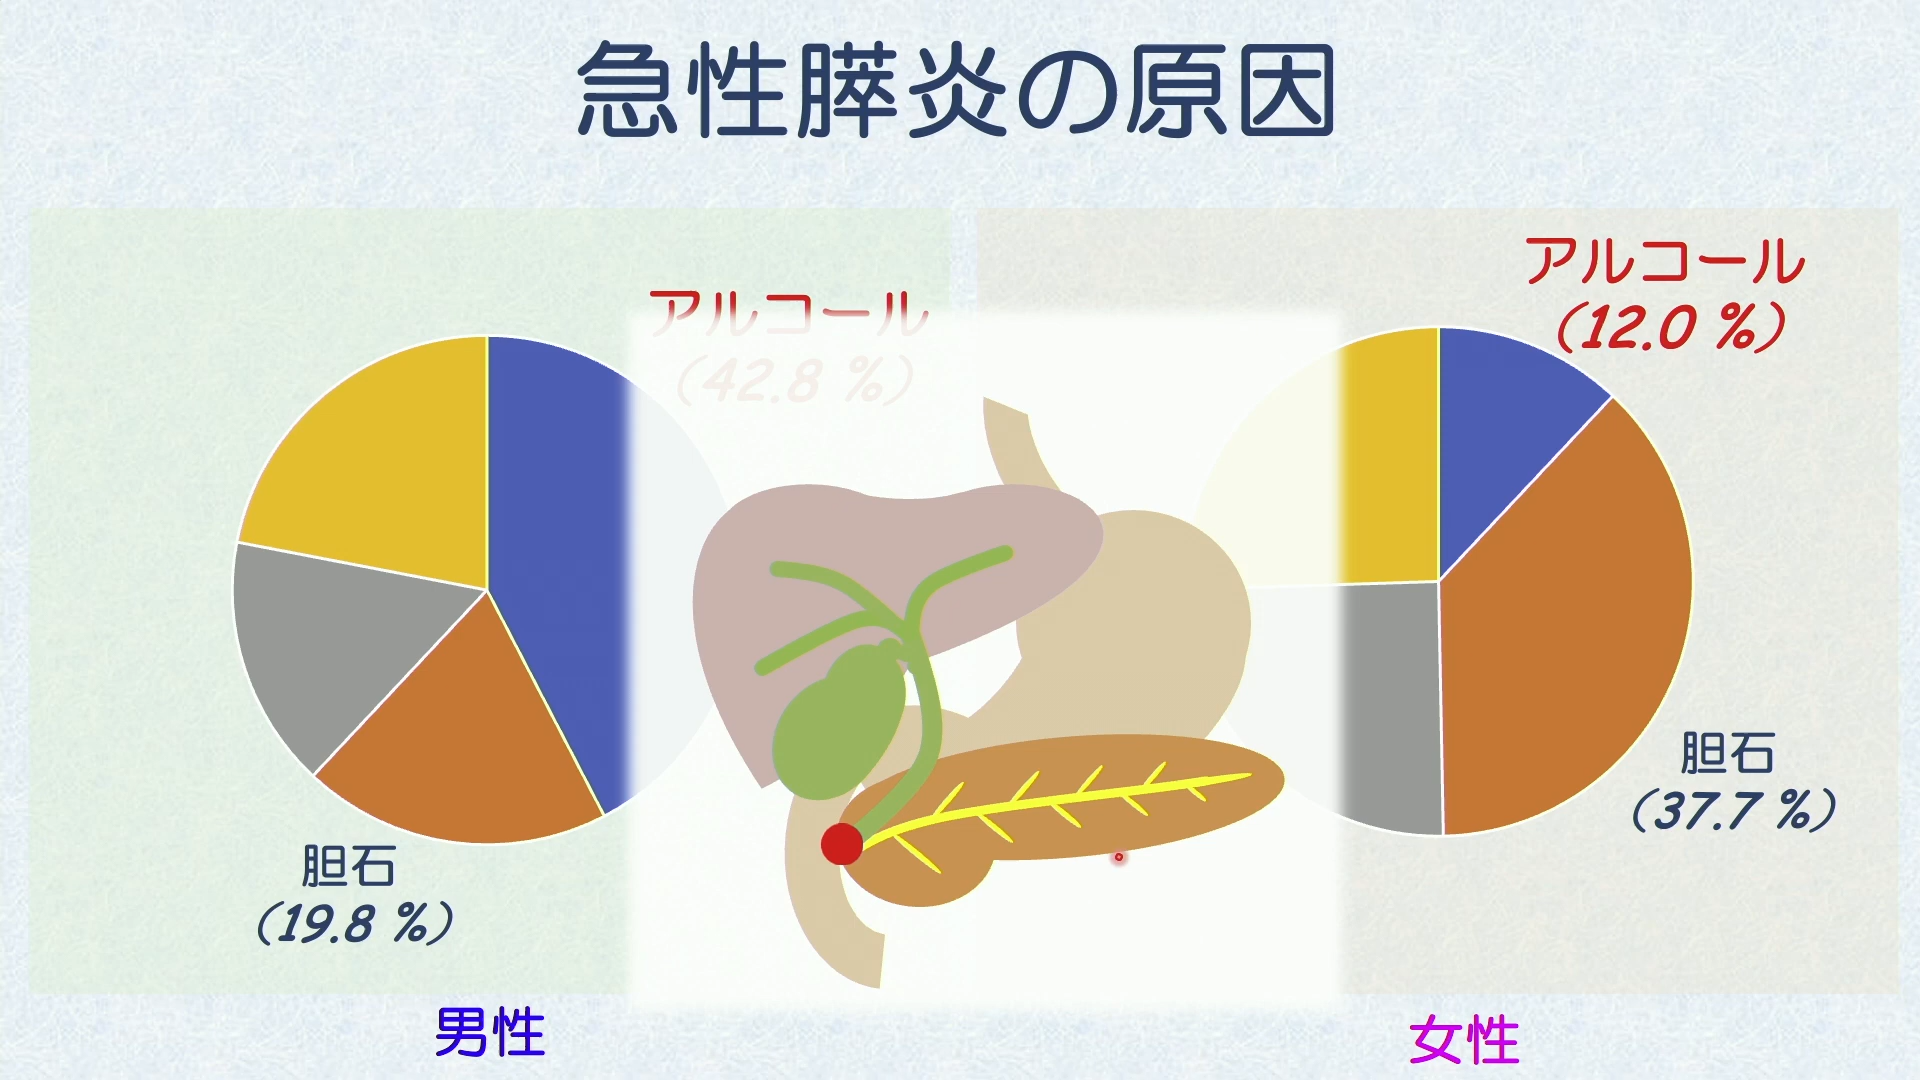 急性膵炎の原因
アルコール
(42.8 %)
胆石
(19.8 %)
男性
アルコール
(12.0 %)
胆石
(37.7 %)
女性